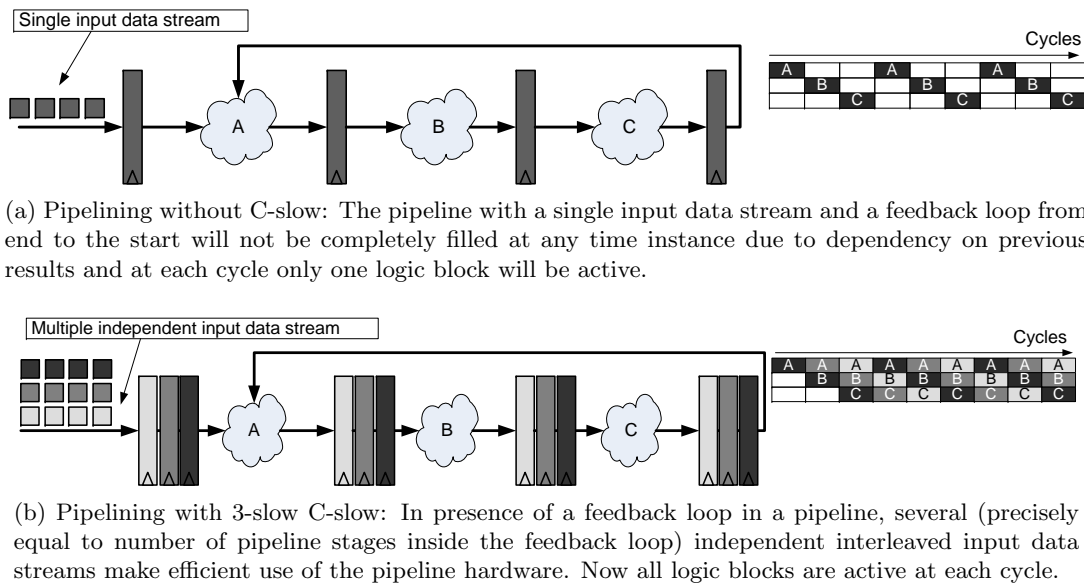 Single input data stream
Cycles
A A A
B B B
C C C
A B C
(a) Pipelining without C-slow: The pipeline with a single input data stream and a feedback loop from
end to the start will not be completely filled at any time instance due to dependency on previous
results and at each cycle only one logic block will be active.
Multiple independent input data stream
Cycles
A A A A A A A A A
B B B B B B B B
C C C C C C C
A B C
(b) Pipelining with 3-slow C-slow: In presence of a feedback loop in a pipeline, several (precisely
equal to number of pipeline stages inside the feedback loop) independent interleaved input data
streams make efficient use of the pipeline hardware. Now all logic blocks are active at each cycle.